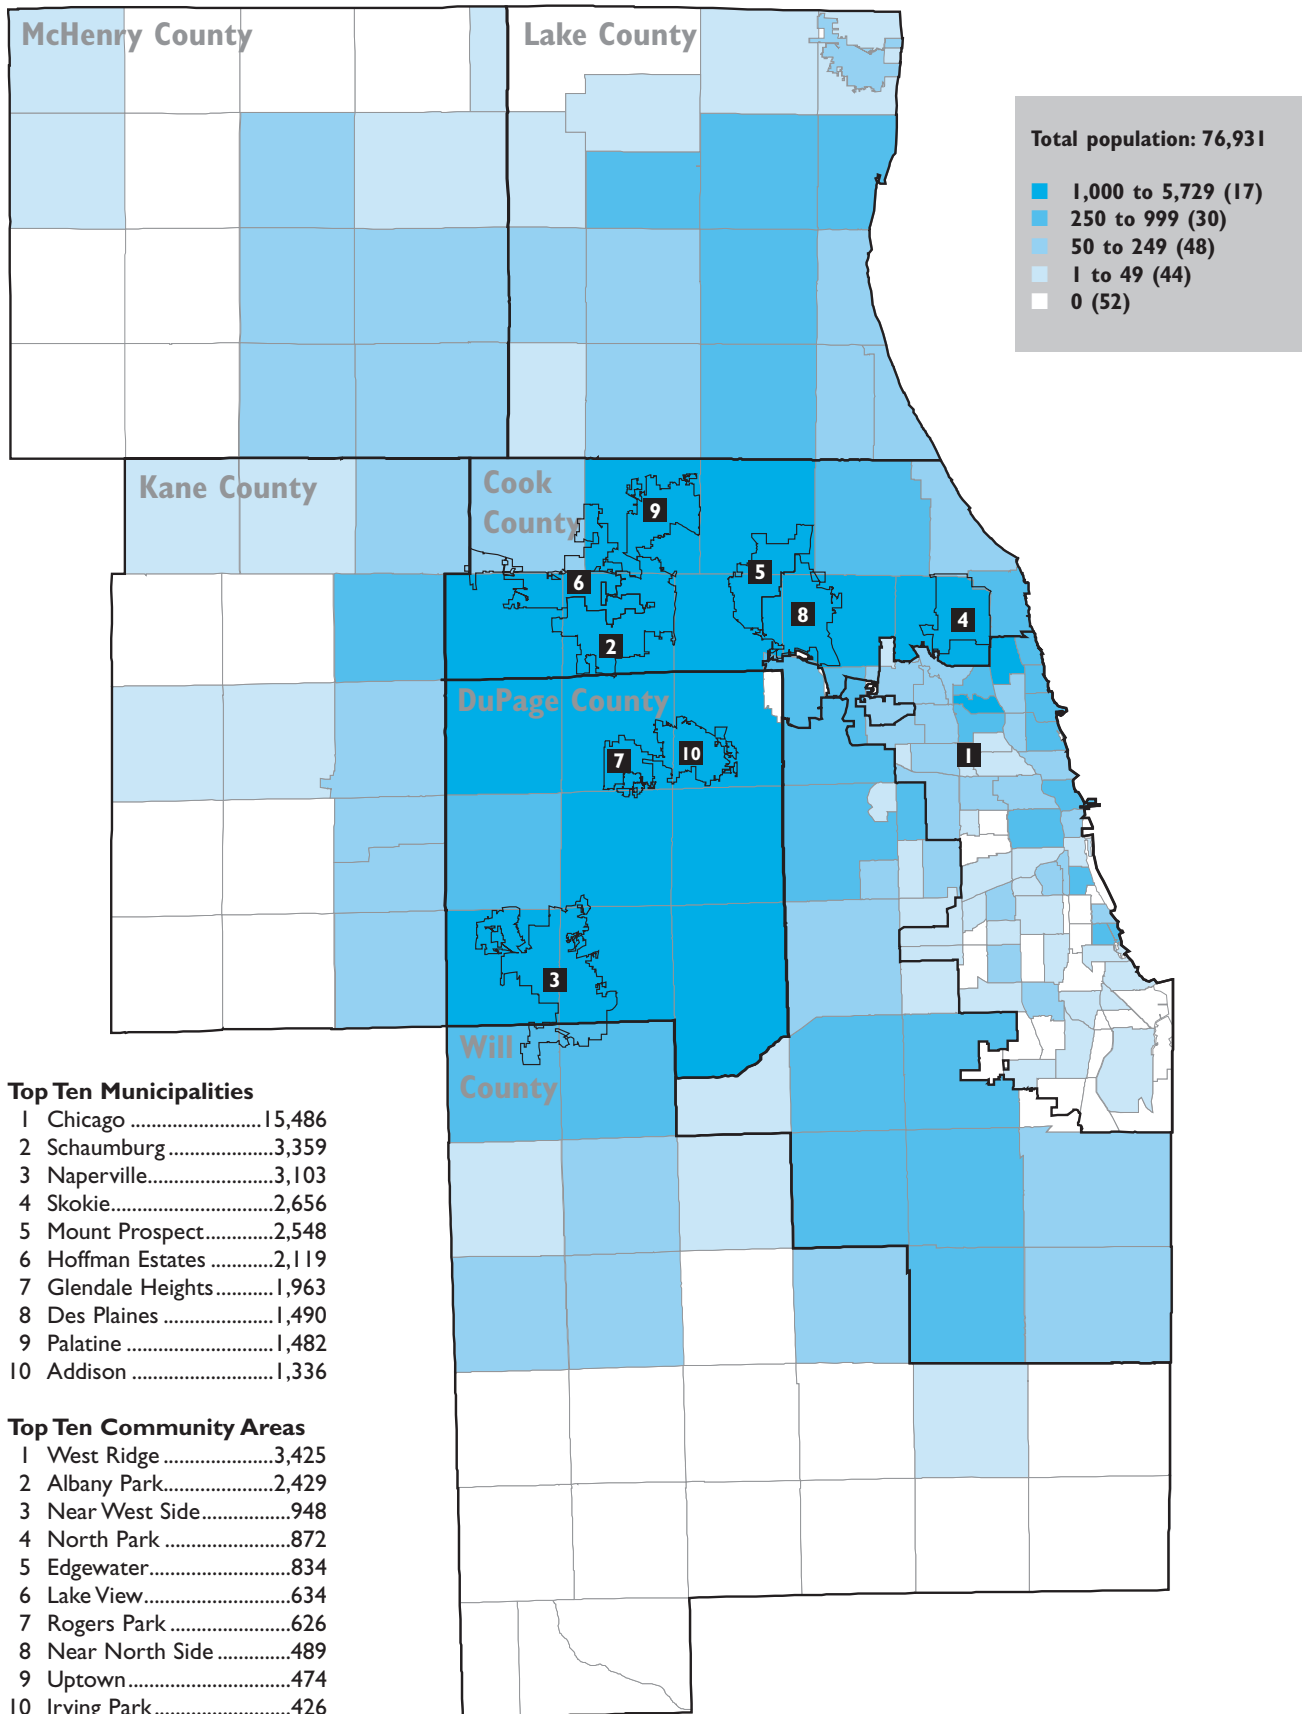 McHenry County
Lake County
Total population: 76,931
1,000 to 5,729 (17)
250 to 999 (30)
50 to 249 (48)
1 to 49 (44)
0 (52)
Kane County
Cook
County
9
5
6
8
4
2
DuPage County
7
10
1
3
Will
County
Top Ten Municipalities
1 Chicago .........................15,486
2 Schaumburg ....................3,359
3 Naperville........................3,103
4 Skokie...............................2,656
5 Mount Prospect.............2,548
6 Hoffman Estates ............2,119
7 Glendale Heights...........1,963
8 Des Plaines .....................1,490
9 Palatine ............................1,482
10 Addison ...........................1,336
Top Ten Community Areas
1 West Ridge .....................3,425
2 Albany Park.....................2,429
3 Near West Side.................948
4 North Park ........................872
5 Edgewater...........................834
6 Lake View............................634
7 Rogers Park .......................626
8 Near North Side ..............489
9 Uptown...............................474
10 Irving Park..........................426